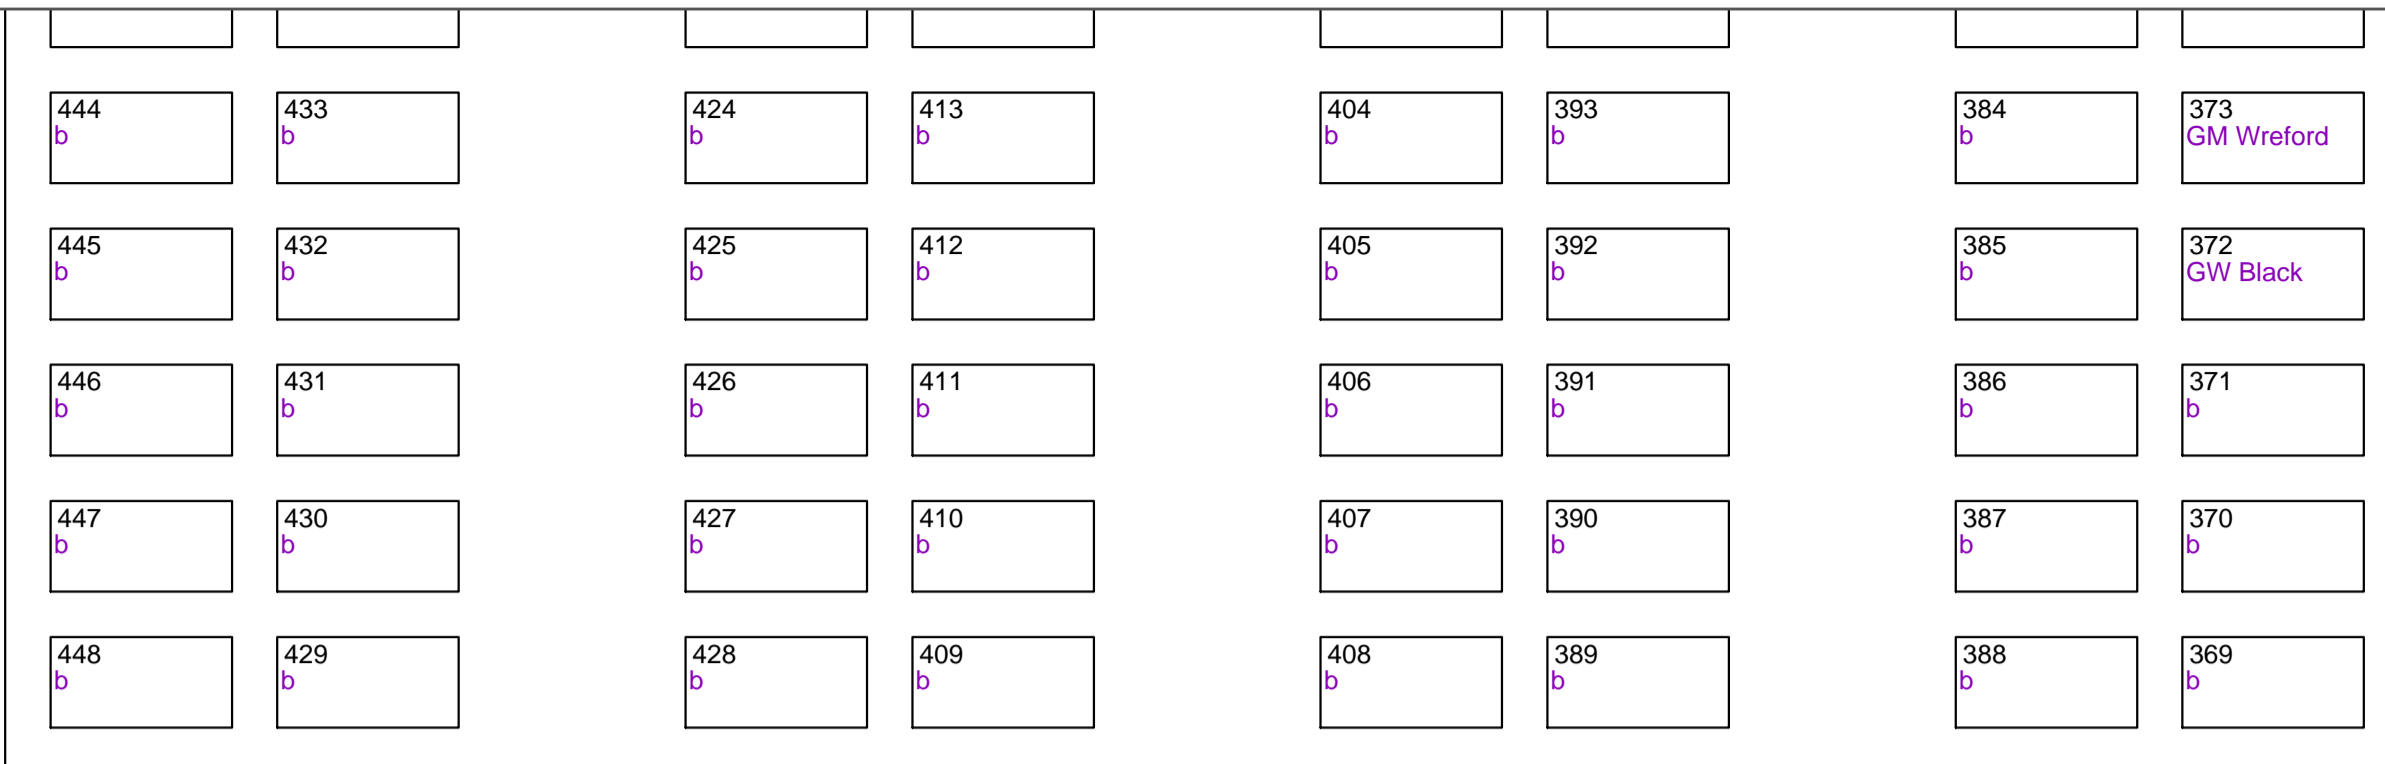 444
b
433
b
424
b
413
b
404
b
393
b
384
b
373
GM Wreford
445
b
432
b
425
b
412
b
405
b
392
b
385
b
372
GW Black
446
b
431
b
426
b
411
b
406
b
391
b
386
b
371
b
447
b
430
b
427
b
410
b
407
b
390
b
387
b
370
b
448
b
429
b
428
b
409
b
408
b
389
b
388
b
369
b